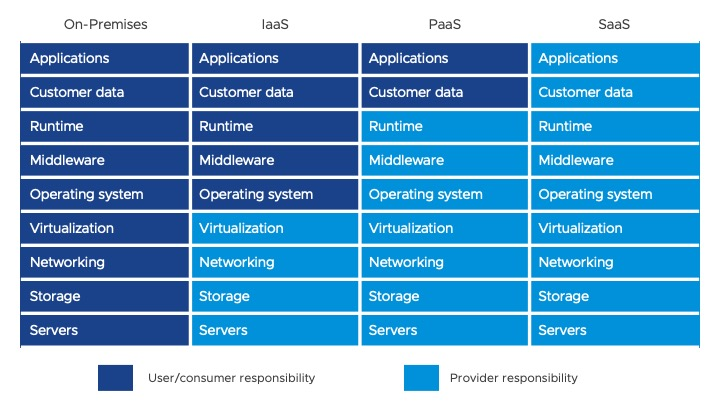 On-Premises IaaS PaaS SaaS
Applications Applications Applications Applications
Customer data Customer data Customer data Customer data
Runtime Runtime Runtime Runtime
Middleware Middleware Middleware Middleware
Operating system Operating system Operating system Operating system
Virtualization Virtualization Virtualization Virtualization
Networking Networking Networking Networking
Storage Storage Storage Storage
Servers Servers Servers Servers
User/consumer responsibility Provider responsibility